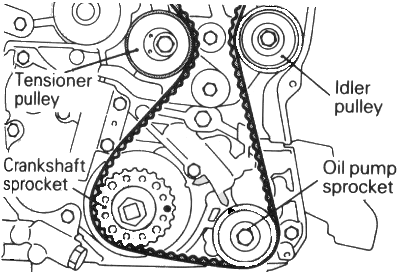 Tensioner
pulley
Idler
pulley
Crankshaft
sprocket
Oil pump
sprocket